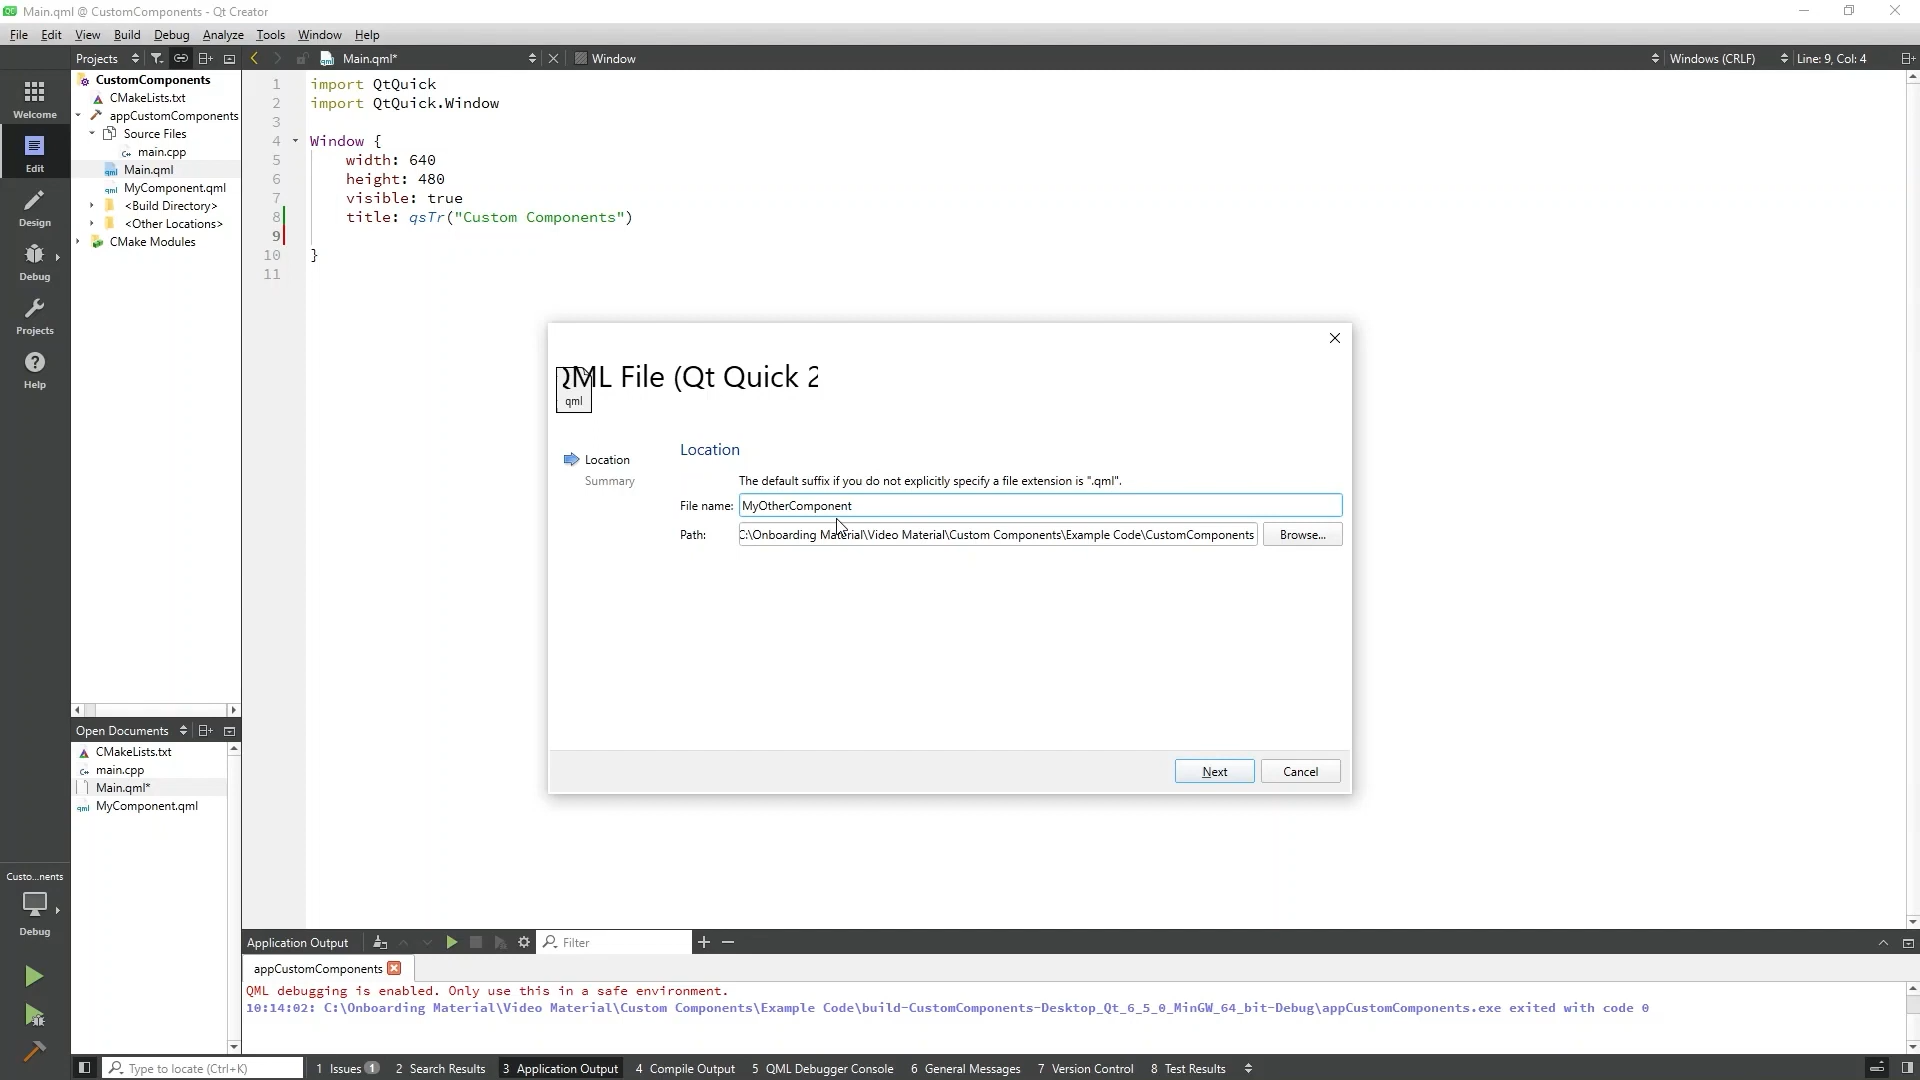 Main.qml @ CustomComponents - Qt Creator
File Edit View Build Debug Analyze Tools Window Help
Projects
Main.qml*
Window
Windows (CRLF)
Line: 9, Col: 4
Welcome
Edit
Design
Debug
Projects
Help
CustomComponents
CMakeLists.txt
appCustomComponents
Source Files
main.cpp
Main.qml
MyComponent.qml
<Build Directory>
<Other Locations>
CMake Modules
1 import QtQuick
2 import QtQuick.Window
3
4 Window {
5 width: 640
6 height: 480
7 visible: true
8 title: qsTr("Custom Components")
9
10 }
11
QML File (Qt Quick 2
qml
Location
Summary
Location
The default suffix if you do not explicitly specify a file extension is ".qml".
File name: MyOtherComponent
Path: C:\Onboarding Material\Video Material\Custom Components\Example Code\CustomComponents
Browse...
Next
Cancel
Open Documents
CMakeLists.txt
main.cpp
Main.qml*
MyComponent.qml
Custo...nents
Debug
Application Output
Filter
appCustomComponents
QML debugging is enabled. Only use this in a safe environment.
10:14:02: C:\Onboarding Material\Video Material\Custom Components\Example Code\build-CustomComponents-Desktop_Qt_6_5_0_MinGW_64_bit-Debug\appCustomComponents.exe exited with code 0
Type to locate (Ctrl+K)
1 Issues 1
2 Search Results
3 Application Output
4 Compile Output
5 QML Debugger Console
6 General Messages
7 Version Control
8 Test Results